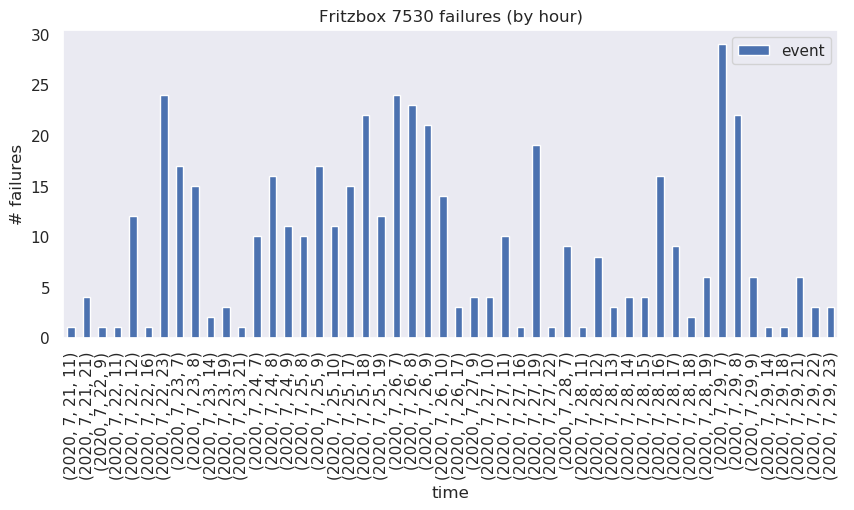 Fritzbox 7530 failures (by hour)
event
# failures
30
25
20
15
10
5
0
(2020, 7, 21, 11)
(2020, 7, 21, 21)
(2020, 7, 22, 9)
(2020, 7, 22, 11)
(2020, 7, 22, 12)
(2020, 7, 22, 16)
(2020, 7, 22, 23)
(2020, 7, 23, 7)
(2020, 7, 23, 8)
(2020, 7, 23, 14)
(2020, 7, 23, 19)
(2020, 7, 23, 21)
(2020, 7, 24, 7)
(2020, 7, 24, 8)
(2020, 7, 24, 9)
(2020, 7, 25, 8)
(2020, 7, 25, 9)
(2020, 7, 25, 10)
(2020, 7, 25, 17)
(2020, 7, 25, 18)
(2020, 7, 25, 19)
(2020, 7, 26, 7)
(2020, 7, 26, 8)
(2020, 7, 26, 9)
(2020, 7, 26, 10)
(2020, 7, 26, 17)
(2020, 7, 27, 9)
(2020, 7, 27, 10)
(2020, 7, 27, 11)
(2020, 7, 27, 16)
(2020, 7, 27, 19)
(2020, 7, 27, 22)
(2020, 7, 28, 7)
(2020, 7, 28, 11)
(2020, 7, 28, 12)
(2020, 7, 28, 13)
(2020, 7, 28, 14)
(2020, 7, 28, 15)
(2020, 7, 28, 16)
(2020, 7, 28, 17)
(2020, 7, 28, 18)
(2020, 7, 28, 19)
(2020, 7, 29, 7)
(2020, 7, 29, 8)
(2020, 7, 29, 9)
(2020, 7, 29, 14)
(2020, 7, 29, 18)
(2020, 7, 29, 21)
(2020, 7, 29, 22)
(2020, 7, 29, 23)
time